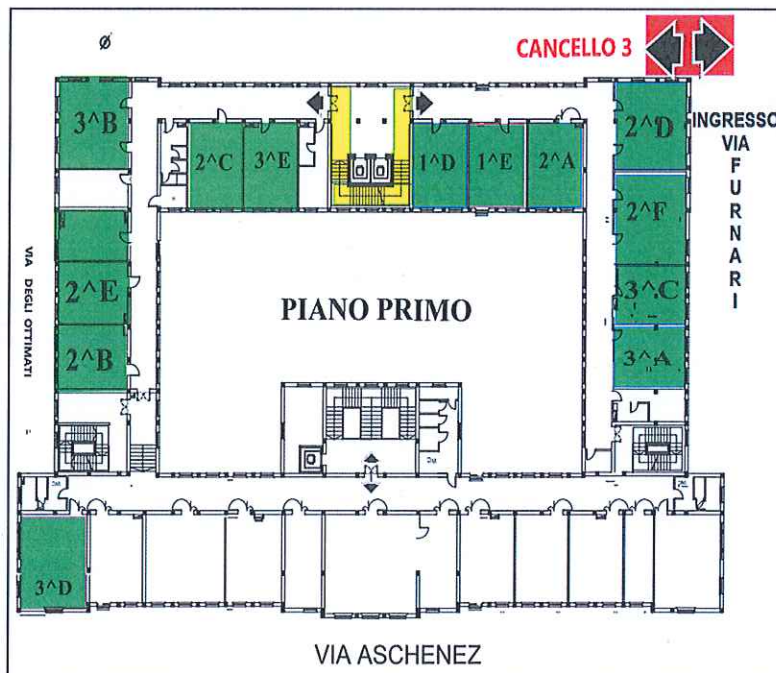 Ø
CANCELLO 3
3^B
2^C
3^E
1^D
1^E
2^A
2^D
INGRESSO
VIA
FURNARI
2^F
VIA DEGLI OTTIMATI
2^E
PIANO PRIMO
3^C
2^B
3^A
3^D
VIA ASCHENEZ